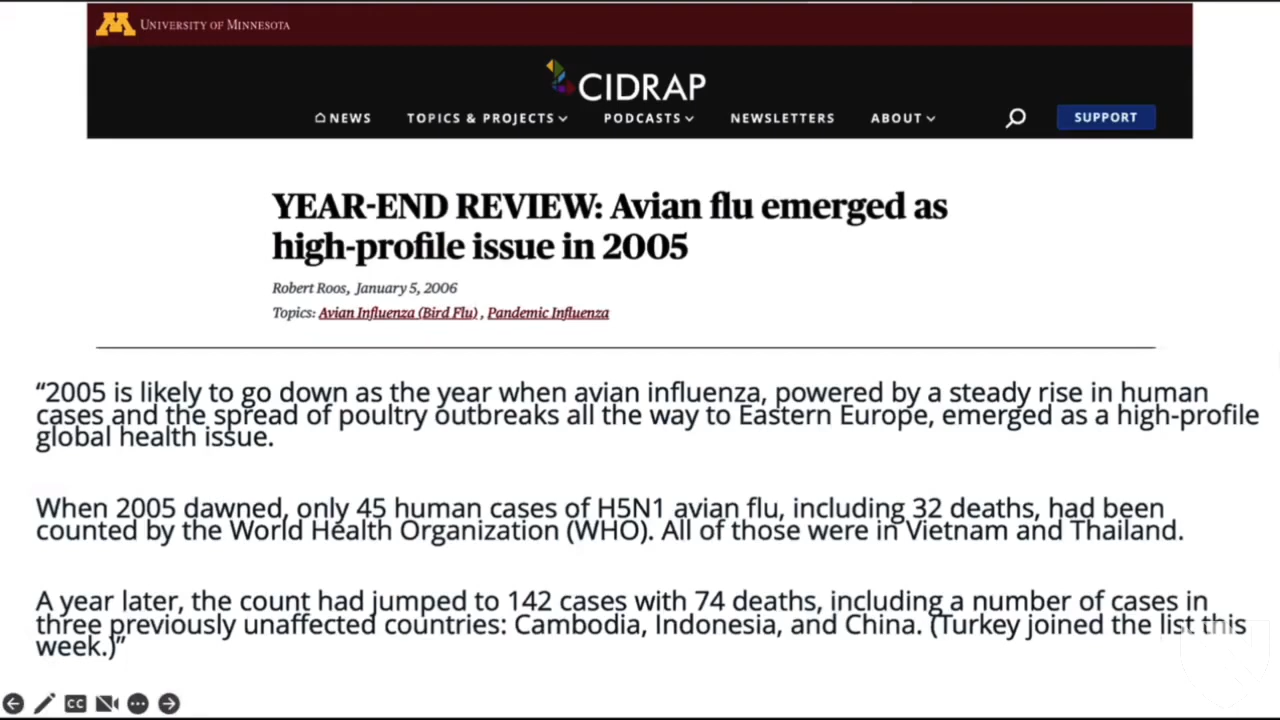 M UNIVERSITY OF MINNESOTA
CIDRAP
NEWS TOPICS & PROJECTS PODCASTS NEWSLETTERS ABOUT SUPPORT
YEAR-END REVIEW: Avian flu emerged as
high-profile issue in 2005
Robert Roos, January 5, 2006
Topics: Avian Influenza (Bird Flu) , Pandemic Influenza
“2005 is likely to go down as the year when avian influenza, powered by a steady rise in human
cases and the spread of poultry outbreaks all the way to Eastern Europe, emerged as a high-profile
global health issue.
When 2005 dawned, only 45 human cases of H5N1 avian flu, including 32 deaths, had been
counted by the World Health Organization (WHO). All of those were in Vietnam and Thailand.
A year later, the count had jumped to 142 cases with 74 deaths, including a number of cases in
three previously unaffected countries: Cambodia, Indonesia, and China. (Turkey joined the list this
week.)”
CC